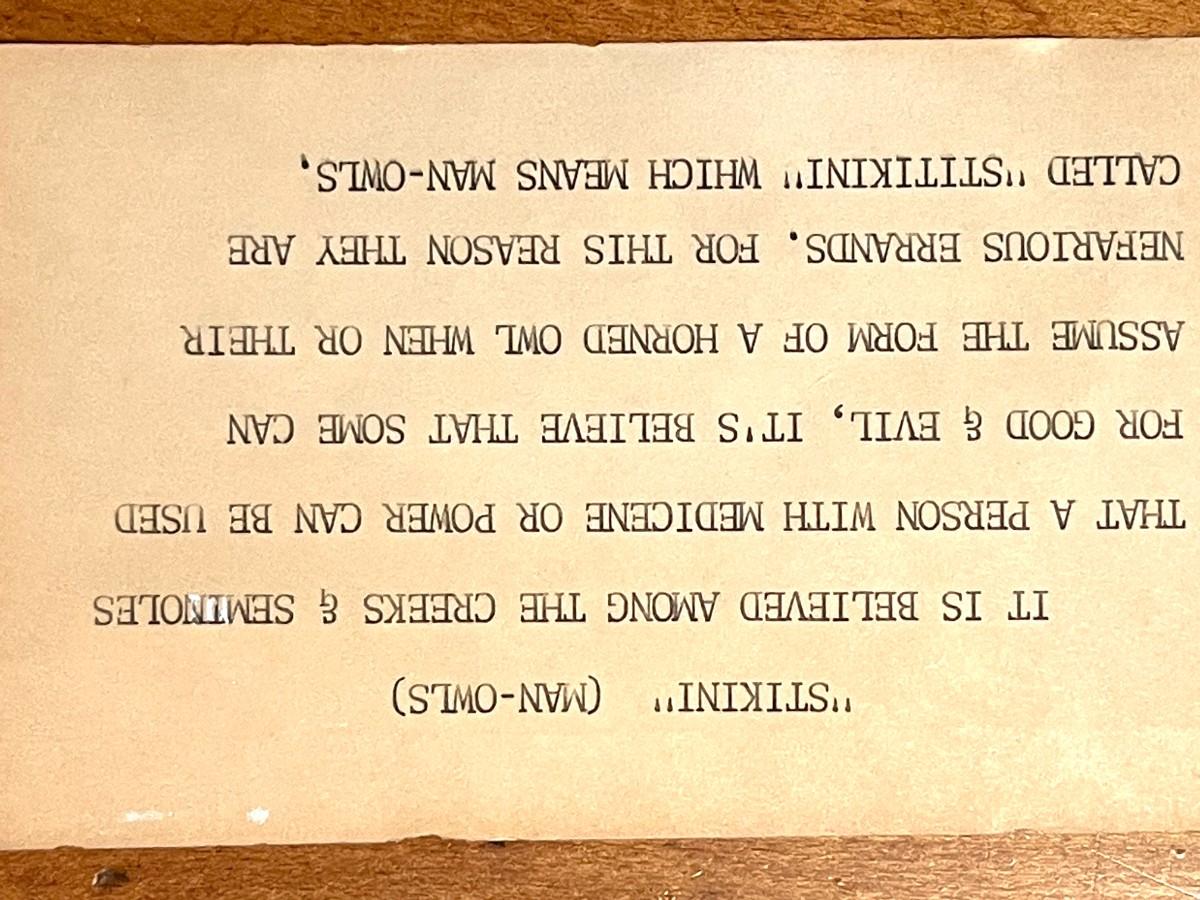 "STIKINI" (MAN-OWLS)
IT IS BELIEVED AMONG THE CREEKS & SEMINOLES
THAT A PERSON WITH MEDICENE OR POWER CAN BE USED
FOR GOOD & EVIL, IT'S BELIEVE THAT SOME CAN
ASSUME THE FORM OF A HORNED OWL WHEN OR THEIR
NEFARIOUS ERRANDS. FOR THIS REASON THEY ARE
CALLED "STITIKINI" WHICH MEANS MAN-OWLS.